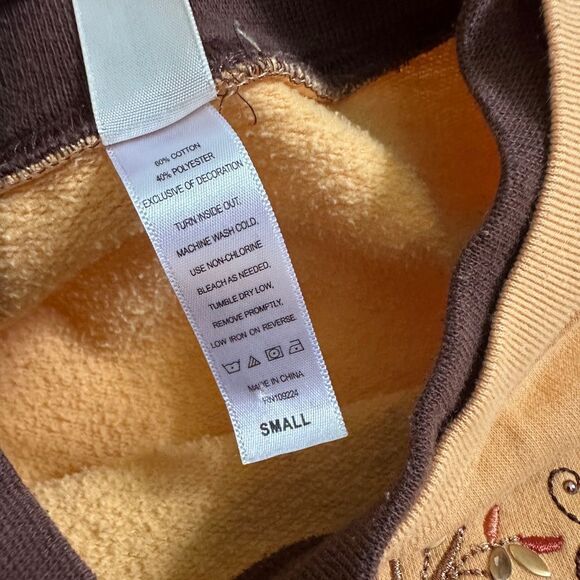 60% COTTON
40% POLYESTER
EXCLUSIVE OF DECORATION
TURN INSIDE OUT.
MACHINE WASH COLD.
USE NON-CHLORINE
BLEACH AS NEEDED.
TUMBLE DRY LOW,
REMOVE PROMPTLY,
LOW IRON ON REVERSE
MADE IN CHINA
RN109224
SMALL